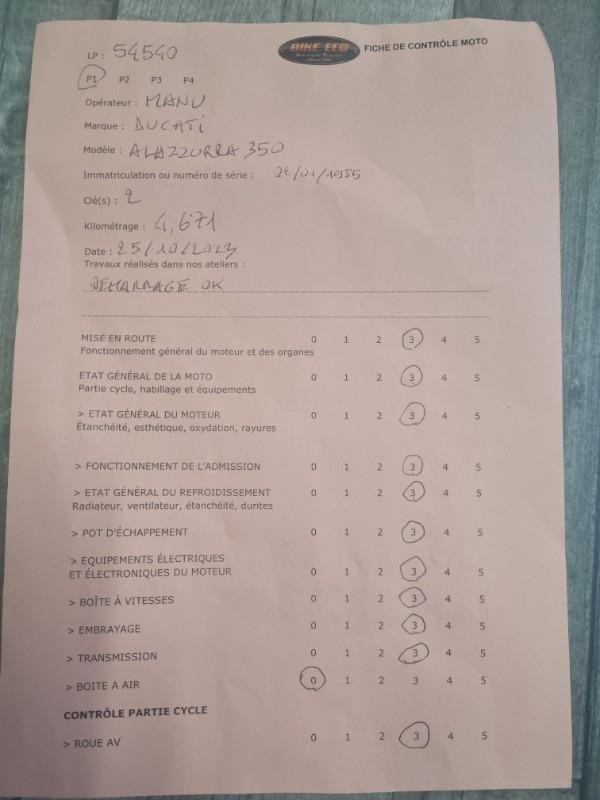 LP : 54540
BIKE ECO
FICHE DE CONTRÔLE MOTO
P1 P2 P3 P4
Opérateur : MANU
Marque : DUCATi
Modèle : ALAZZURRA 350
Immatriculation ou numéro de série :
Clé(s) : 2
Kilométrage : 4,671
Date : 25/10/2023
Travaux réalisés dans nos ateliers :
DEMARRAGE OK
MISE EN ROUTE 0 1 2 3 4 5
Fonctionnement général du moteur et des organes
ETAT GÉNÉRAL DE LA MOTO 0 1 2 3 4 5
Partie cycle, habillage et équipements
> ETAT GÉNÉRAL DU MOTEUR 0 1 2 3 4 5
Étanchéité, esthétique, oxydation, rayures
> FONCTIONNEMENT DE L'ADMISSION 0 1 2 3 4 5
> ETAT GÉNÉRAL DU REFROIDISSEMENT 0 1 2 3 4 5
Radiateur, ventilateur, étanchéité, durites
> POT D'ÉCHAPPEMENT 0 1 2 3 4 5
> EQUIPEMENTS ÉLECTRIQUES
ET ÉLECTRONIQUES DU MOTEUR 0 1 2 3 4 5
> BOÎTE À VITESSES 0 1 2 3 4 5
> EMBRAYAGE 0 1 2 3 4 5
> TRANSMISSION 0 1 2 3 4 5
> BOITE A AIR 0 1 2 3 4 5
CONTRÔLE PARTIE CYCLE
> ROUE AV 0 1 2 3 4 5